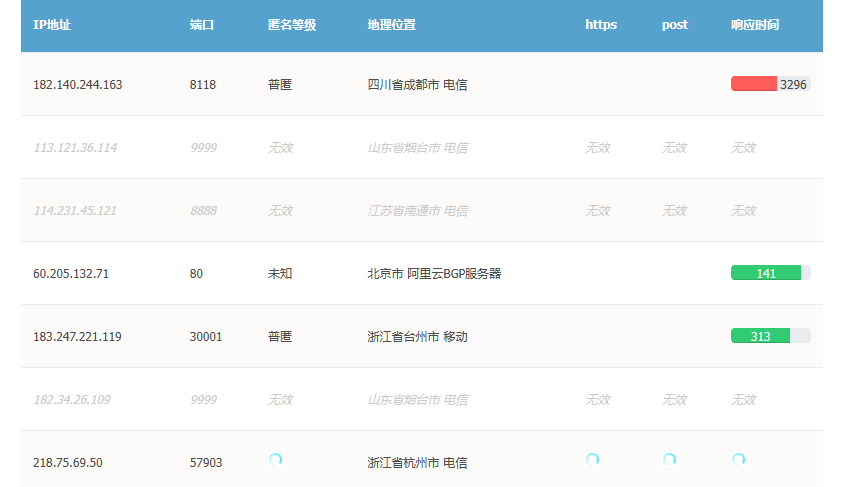 IP地址 端口 匿名等级 地理位置 https post 响应时间
182.140.244.163 8118 普匿 四川省成都市 电信 3296
113.121.36.114 9999 无效 山东省烟台市 电信 无效 无效 无效
114.231.45.121 8888 无效 江苏省南通市 电信 无效 无效 无效
60.205.132.71 80 未知 北京市 阿里云BGP服务器 141
183.247.221.119 30001 普匿 浙江省台州市 移动 313
182.34.26.109 9999 无效 山东省烟台市 电信 无效 无效 无效
218.75.69.50 57903 浙江省杭州市 电信